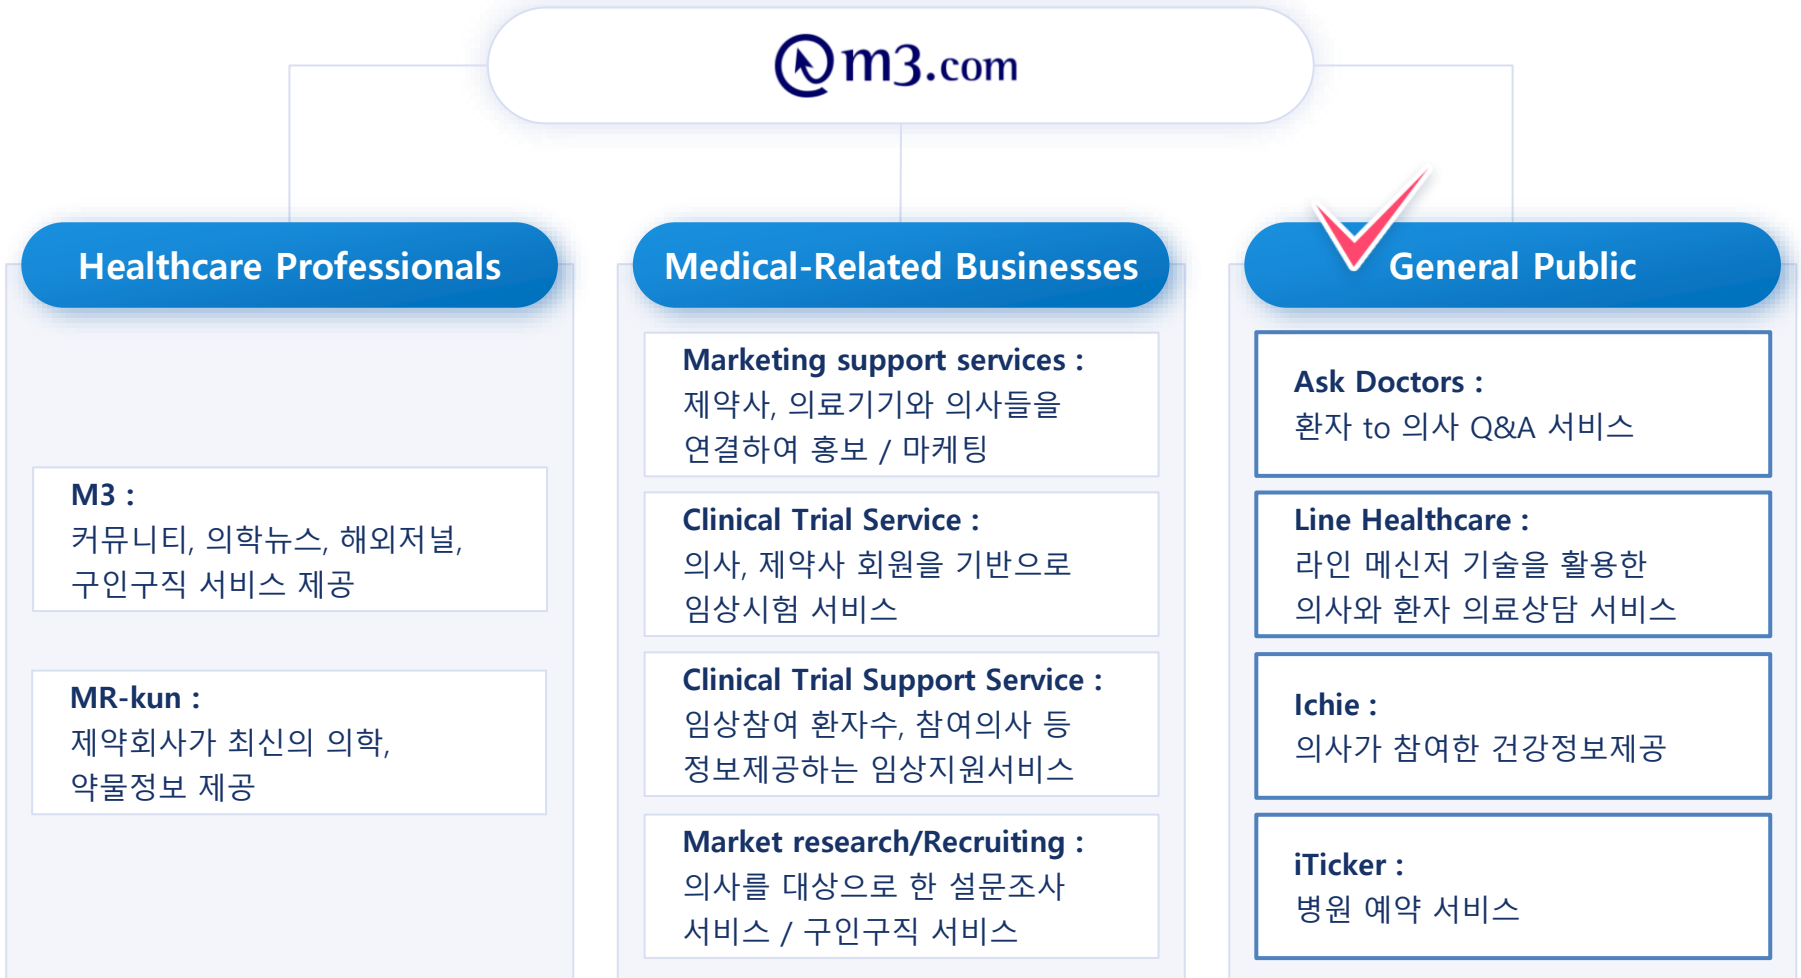 m3.com
Healthcare Professionals
M3 :
커뮤니티, 의학뉴스, 해외저널,
구인구직 서비스 제공
MR-kun :
제약회사가 최신의 의학,
약물정보 제공
Medical-Related Businesses
Marketing support services :
제약사, 의료기기와 의사들을
연결하여 홍보 / 마케팅
Clinical Trial Service :
의사, 제약사 회원을 기반으로
임상시험 서비스
Clinical Trial Support Service :
임상참여 환자수, 참여의사 등
정보제공하는 임상지원서비스
Market research/Recruiting :
의사를 대상으로 한 설문조사
서비스 / 구인구직 서비스
General Public
Ask Doctors :
환자 to 의사 Q&A 서비스
Line Healthcare :
라인 메신저 기술을 활용한
의사와 환자 의료상담 서비스
Ichie :
의사가 참여한 건강정보제공
iTicker :
병원 예약 서비스